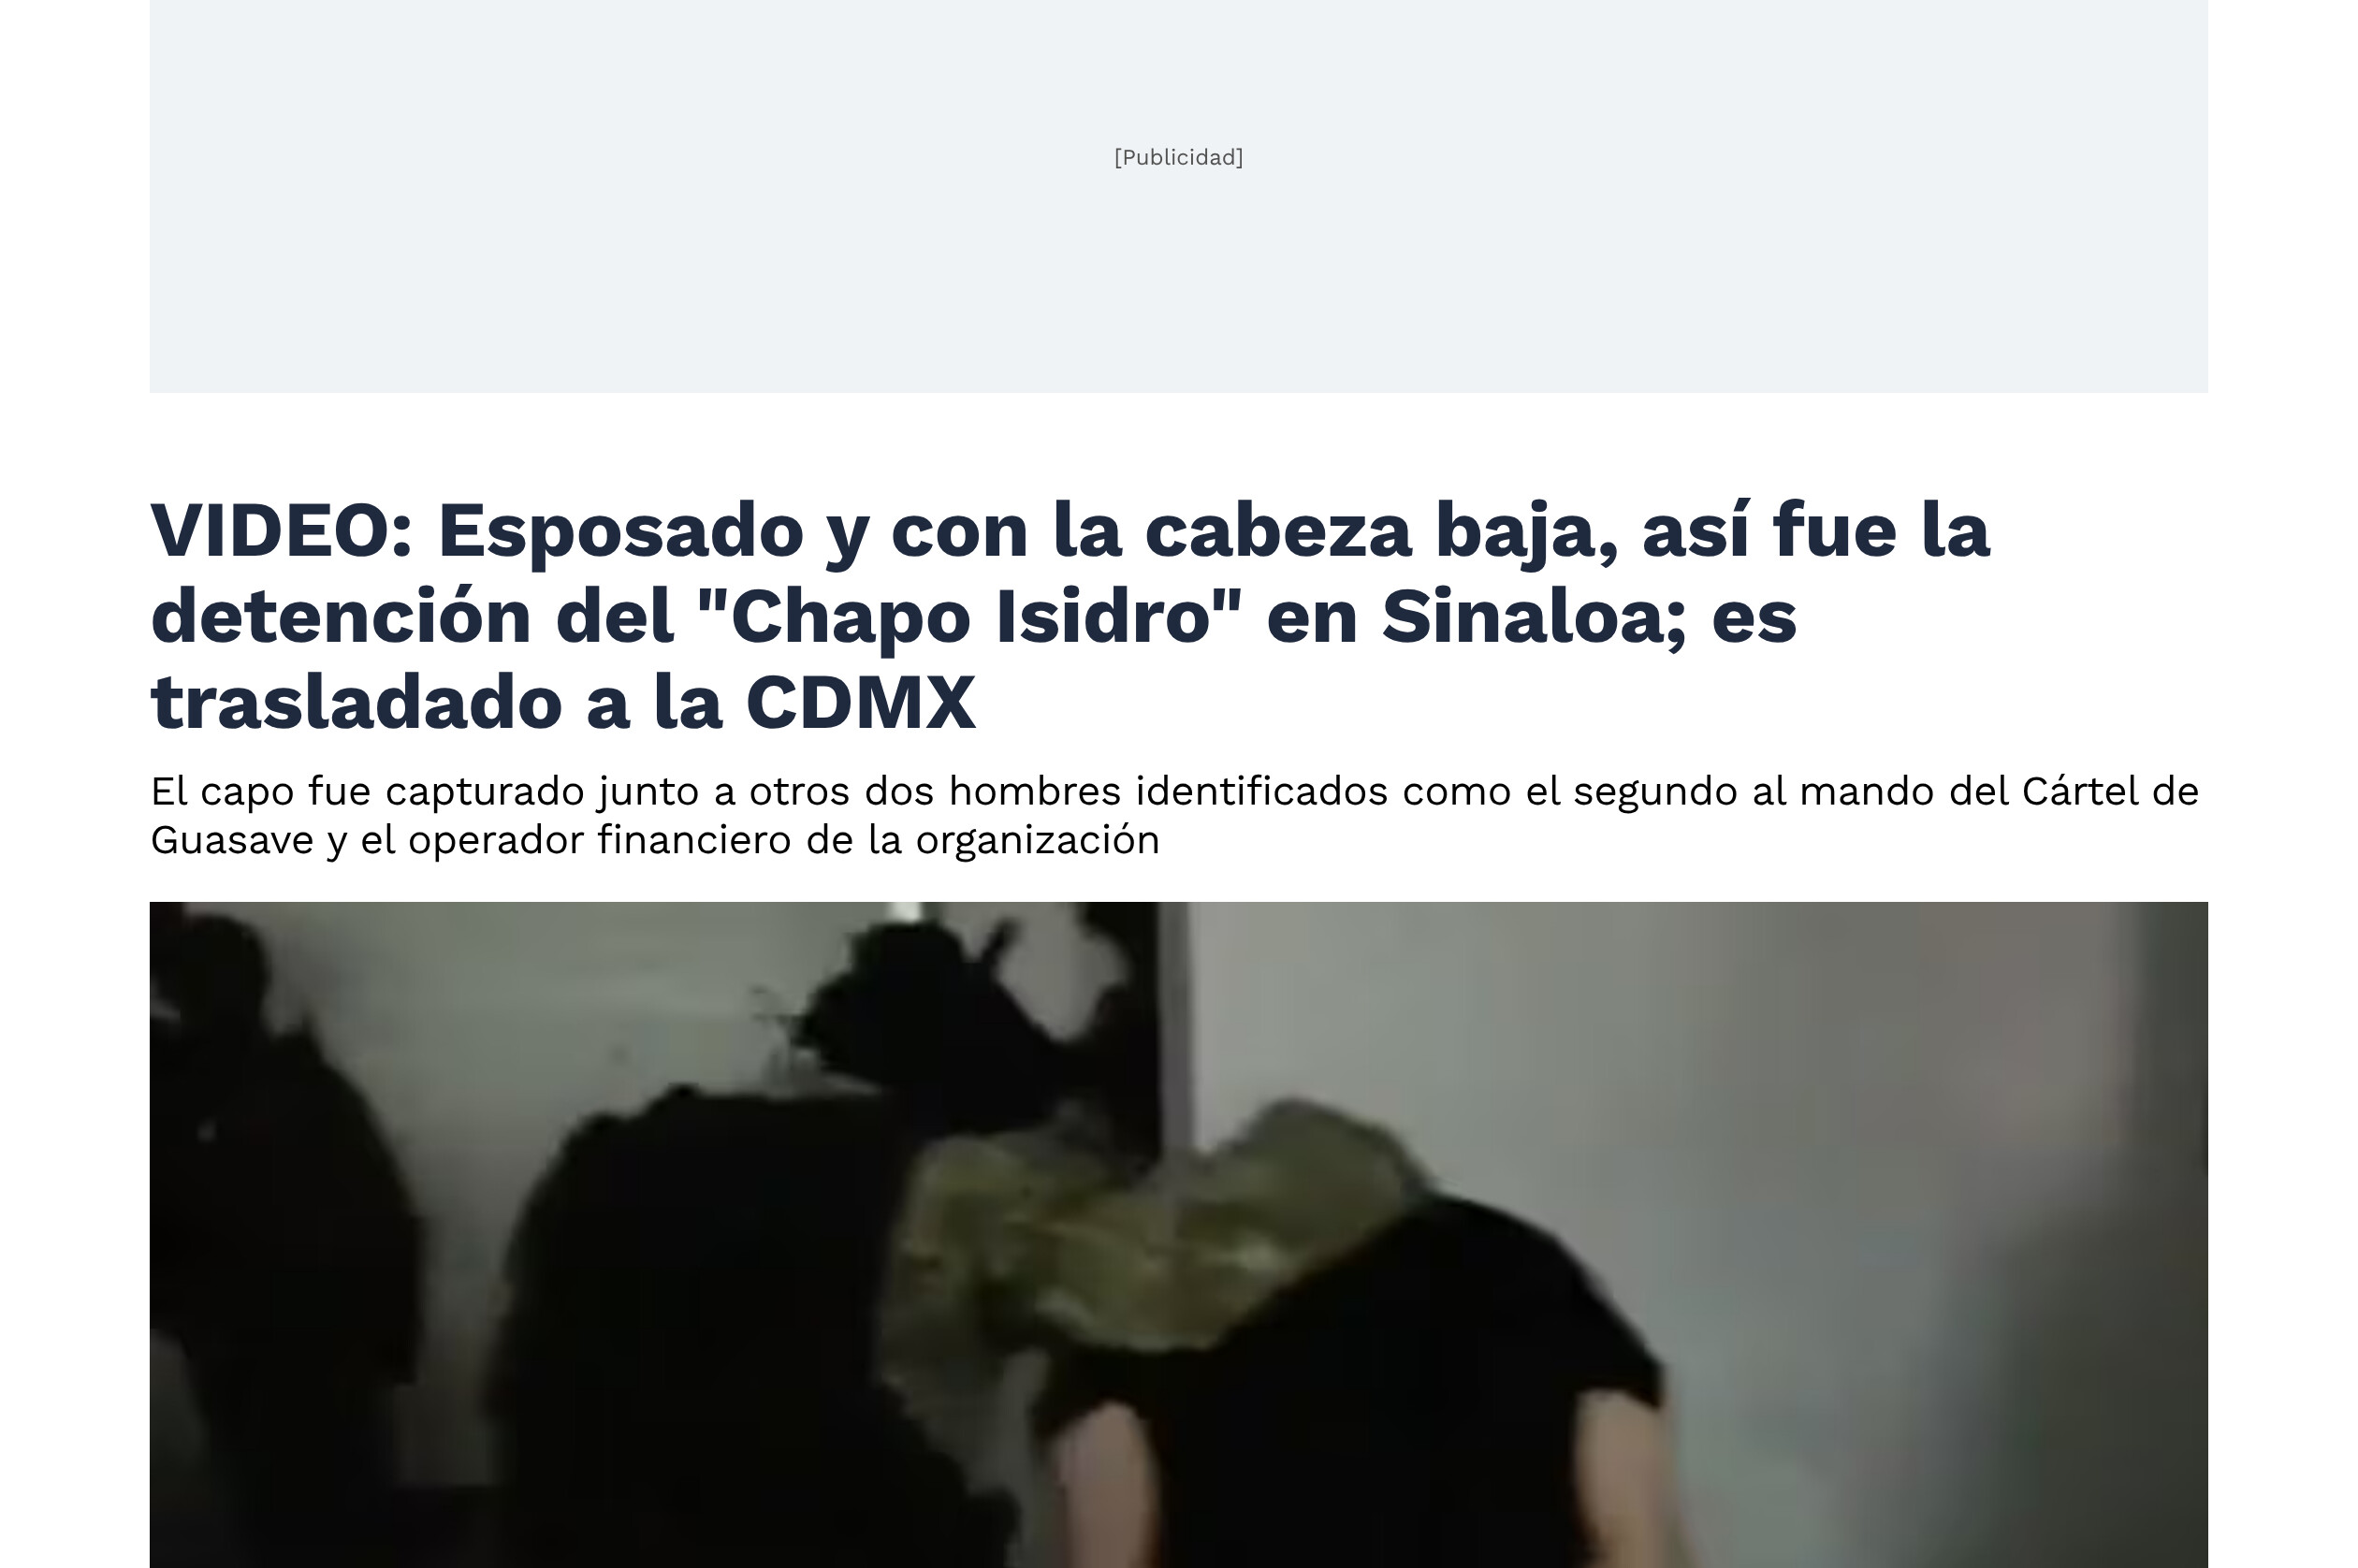 [Publicidad]
VIDEO: Esposado y con la cabeza baja, así fue la
detención del "Chapo Isidro" en Sinaloa; es
trasladado a la CDMX
El capo fue capturado junto a otros dos hombres identificados como el segundo al mando del Cártel de
Guasave y el operador financiero de la organización